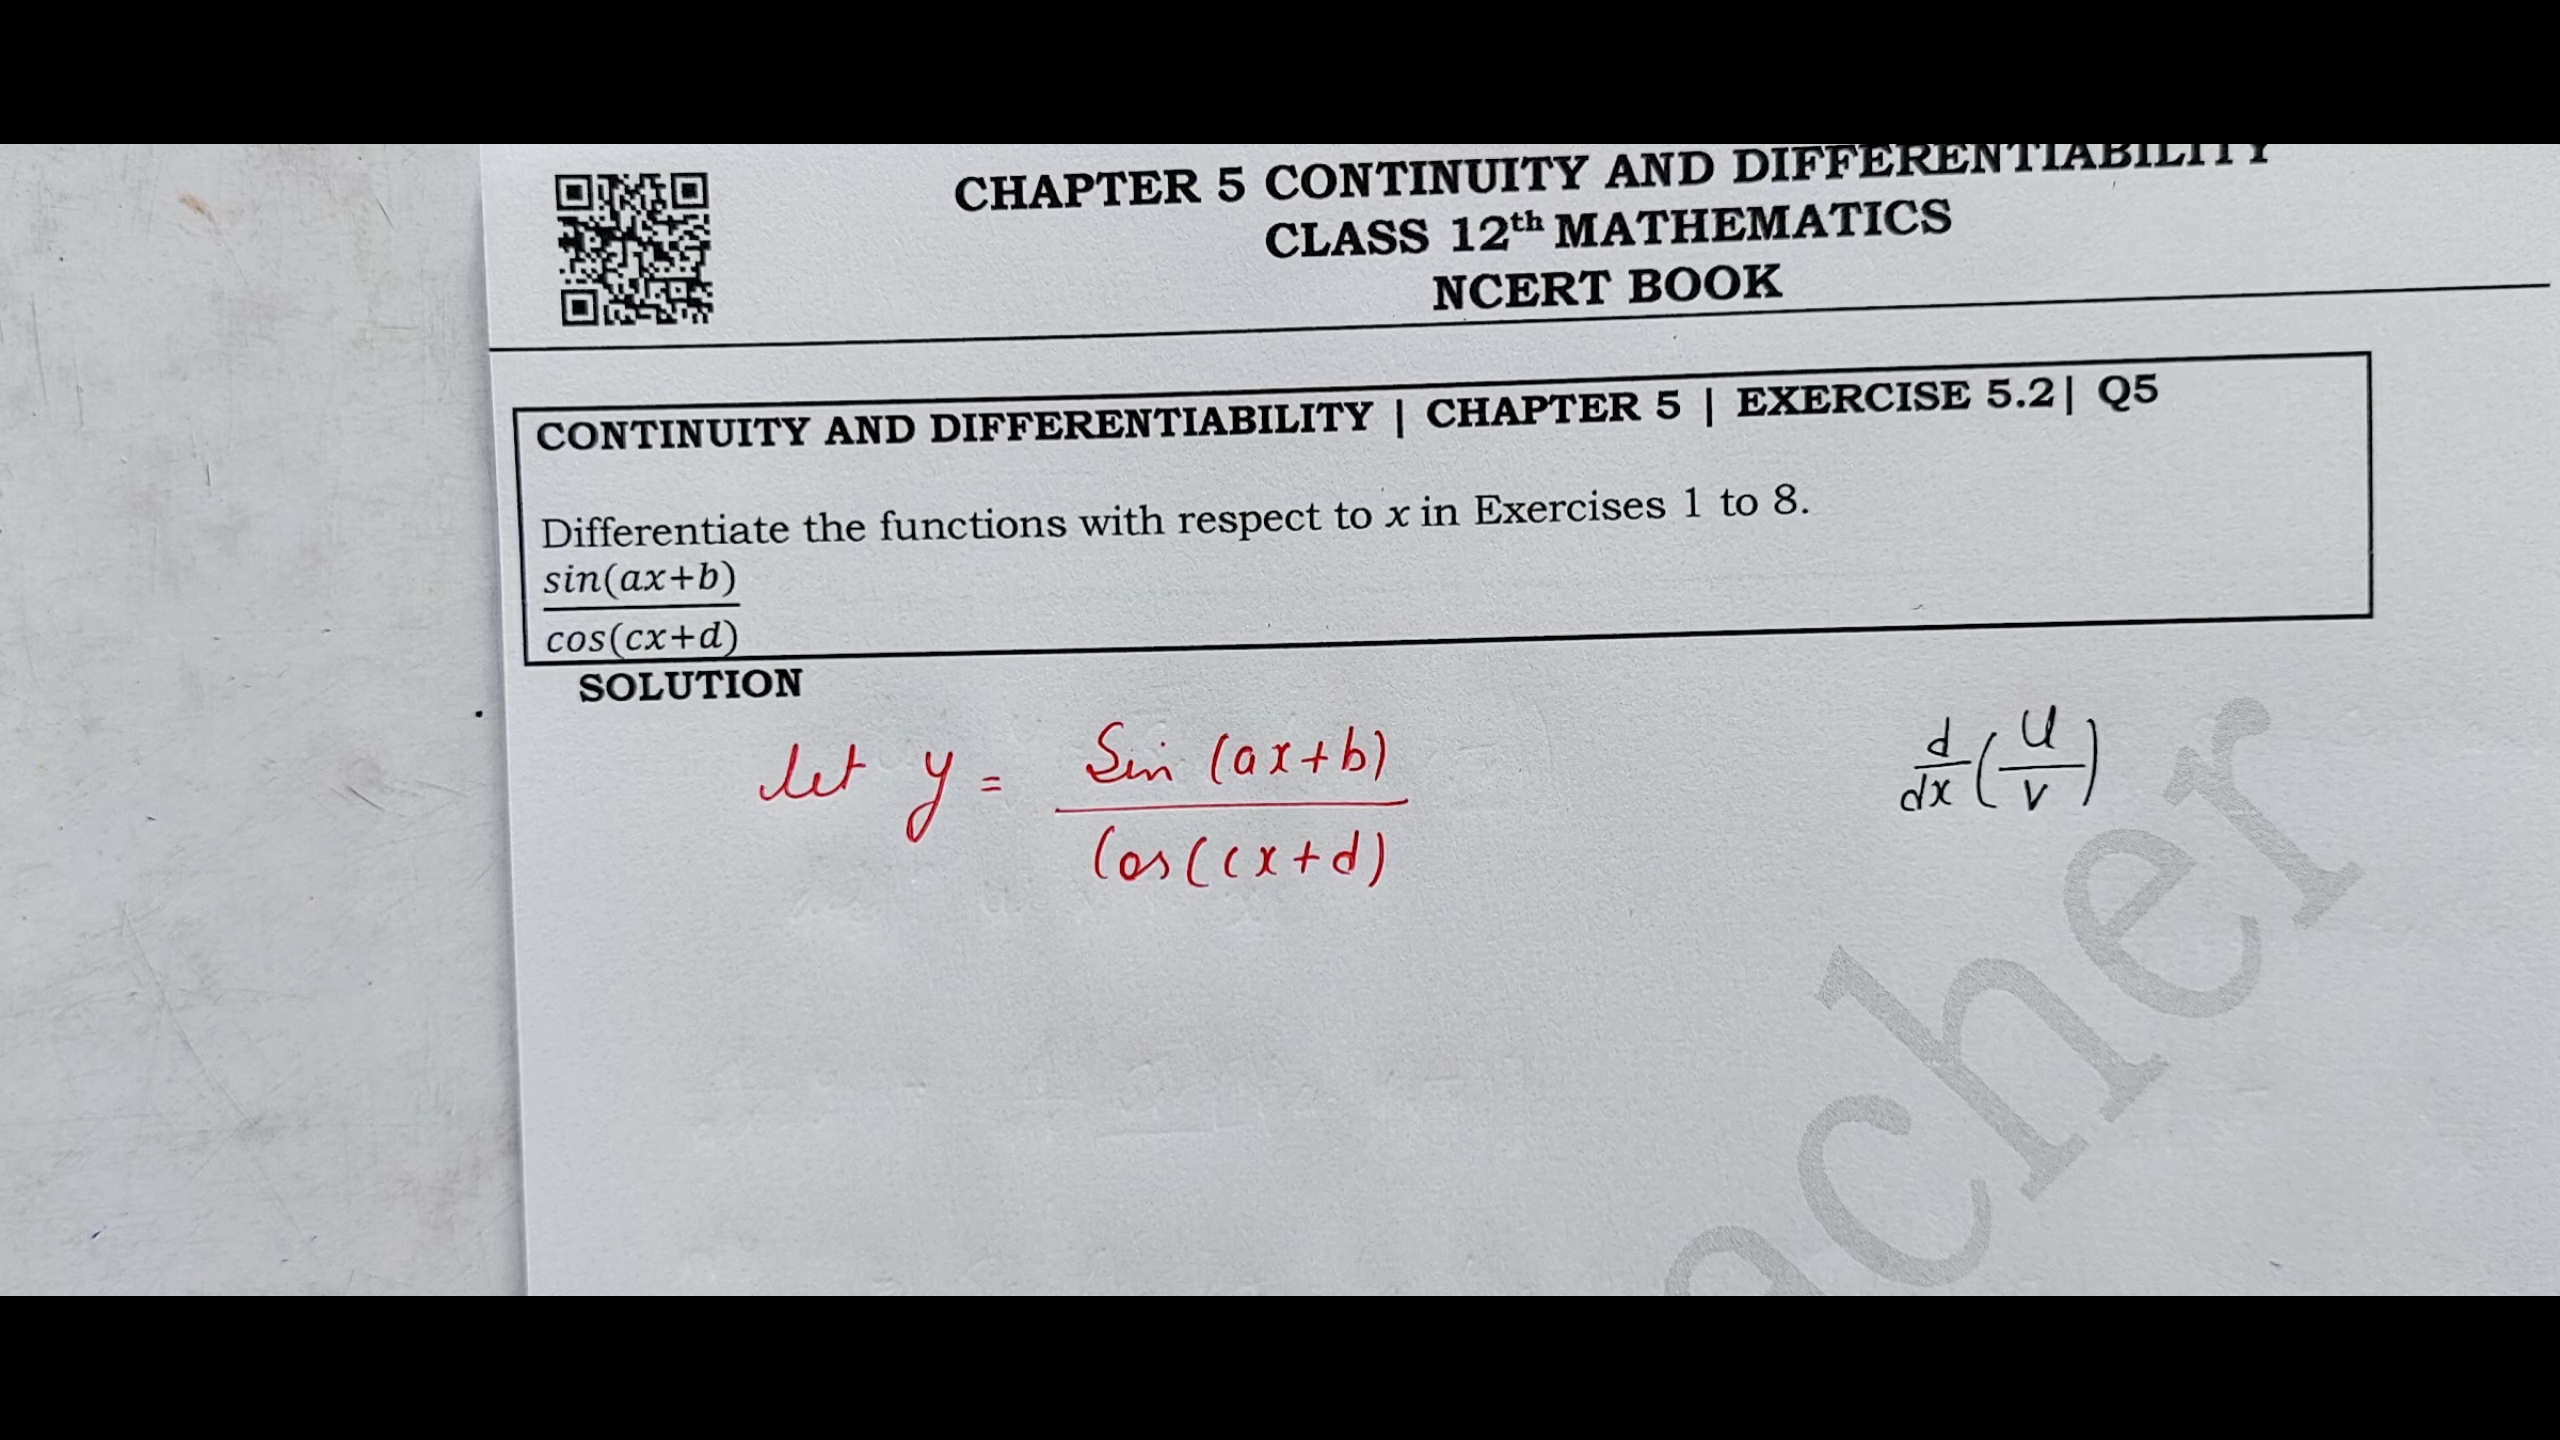 CHAPTER 5 CONTINUITY AND DIFFERENTIABILITY
CLASS 12th MATHEMATICS
NCERT BOOK
CONTINUITY AND DIFFERENTIABILITY | CHAPTER 5 | EXERCISE 5.2| Q5
Differentiate the functions with respect to x in Exercises 1 to 8.
sin(ax+b)
cos(cx+d)
SOLUTION
let y = Sin (ax+b)
Cos(cx+d)
d/dx (u/v)
acher